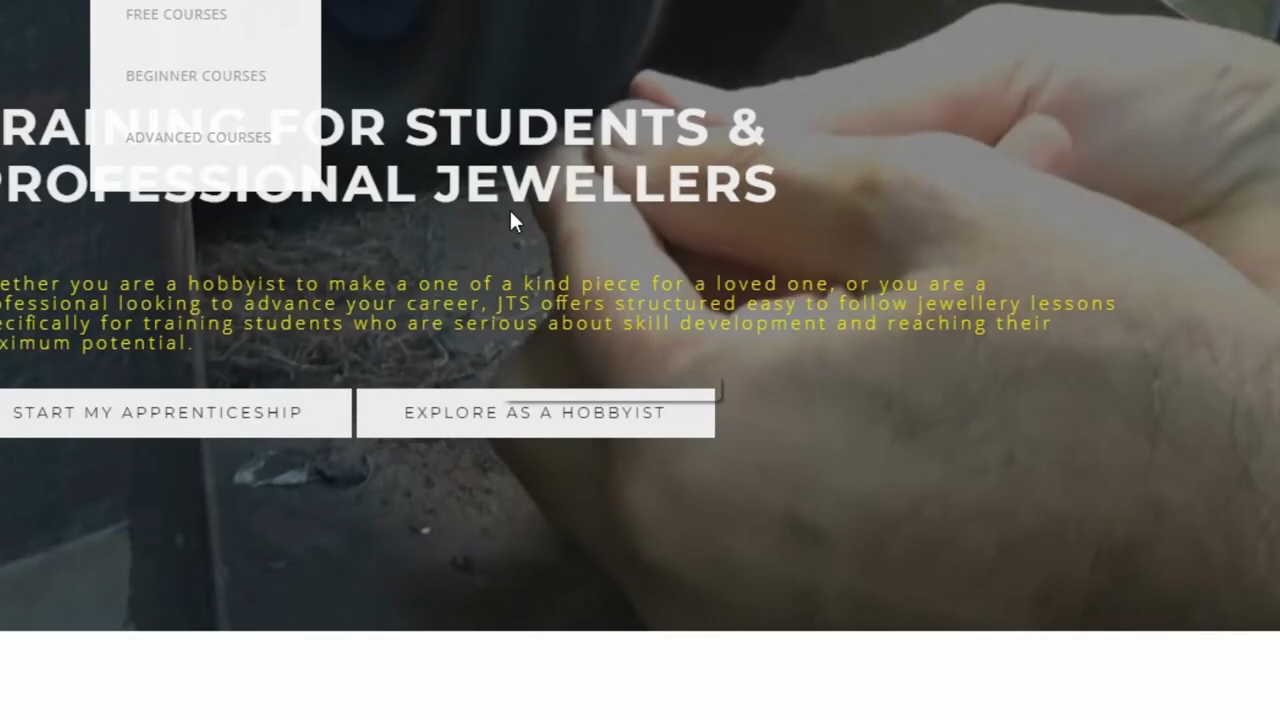 FREE COURSES
BEGINNER COURSES
ADVANCED COURSES
RAINING FOR STUDENTS &
PROFESSIONAL JEWELLERS
ether you are a hobbyist to make a one of a kind piece for a loved one, or you are a
ofessional looking to advance your career, JTS offers structured easy to follow jewellery lessons
ecifically for training students who are serious about skill development and reaching their
ximum potential.
START MY APPRENTICESHIP
EXPLORE AS A HOBBYIST